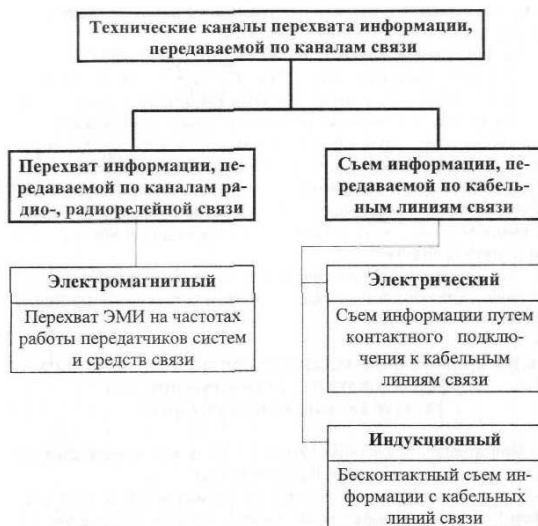 Технические каналы перехвата информации,
передаваемой по каналам связи
Перехват информации, пе-
редаваемой по каналам ра-
дио-, радиорелейной связи
Съем информации, пе-
редаваемой по кабель-
ным линиям связи
Электромагнитный
Перехват ЭМИ на частотах
работы передатчиков систем
и средств связи
Электрический
Съем информации путем
контактного подклю-
чения к кабельным
линиям связи
Индукционный
Бесконтактный съем ин-
формации с кабельных
линий связи